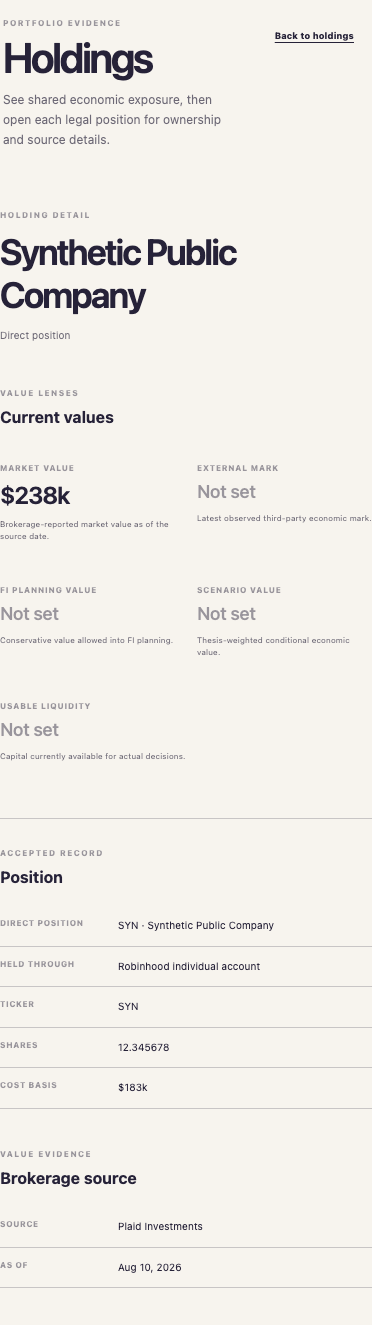 PORTFOLIO EVIDENCE
Back to holdings
Holdings
See shared economic exposure, then
open each legal position for ownership
and source details.
HOLDING DETAIL
Synthetic Public
Company
Direct position
VALUE LENSES
Current values
MARKET VALUE
$238k
Brokerage-reported market value as of the
source date.
EXTERNAL MARK
Not set
Latest observed third-party economic mark.
FI PLANNING VALUE
Not set
Conservative value allowed into FI planning.
SCENARIO VALUE
Not set
Thesis-weighted conditional economic
value.
USABLE LIQUIDITY
Not set
Capital currently available for actual decisions.
ACCEPTED RECORD
Position
DIRECT POSITION SYN · Synthetic Public Company
HELD THROUGH Robinhood individual account
TICKER SYN
SHARES 12.345678
COST BASIS $183k
VALUE EVIDENCE
Brokerage source
SOURCE Plaid Investments
AS OF Aug 10, 2026